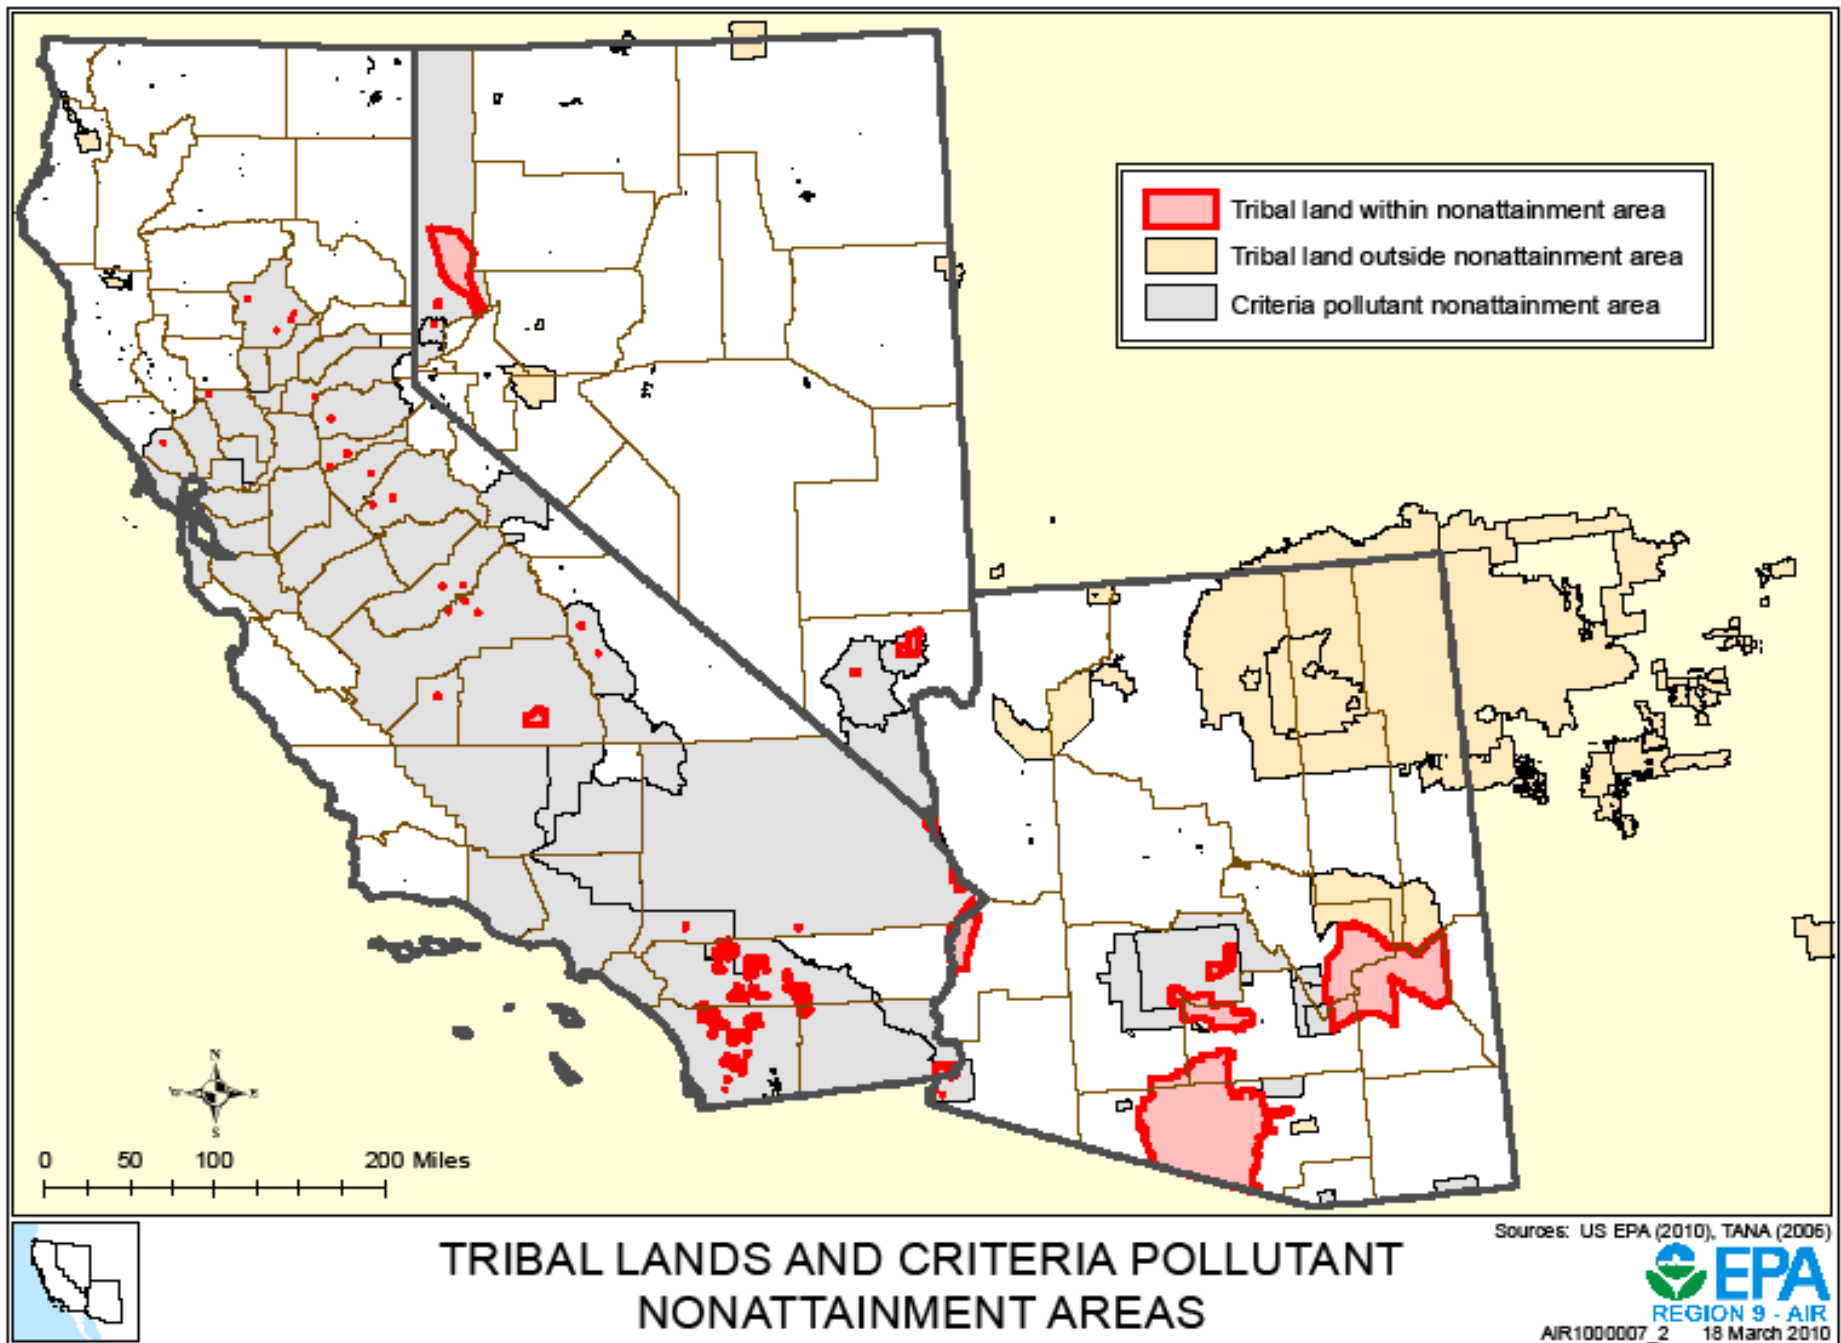 Tribal land within nonattainment area
Tribal land outside nonattainment area
Criteria pollutant nonattainment area
N
W E
S
0 50 100 200 Miles
TRIBAL LANDS AND CRITERIA POLLUTANT
NONATTAINMENT AREAS
Sources: US EPA (2010), TANA (2006)
EPA
REGION 9 - AIR
AIR1000007_2 18 March 2010